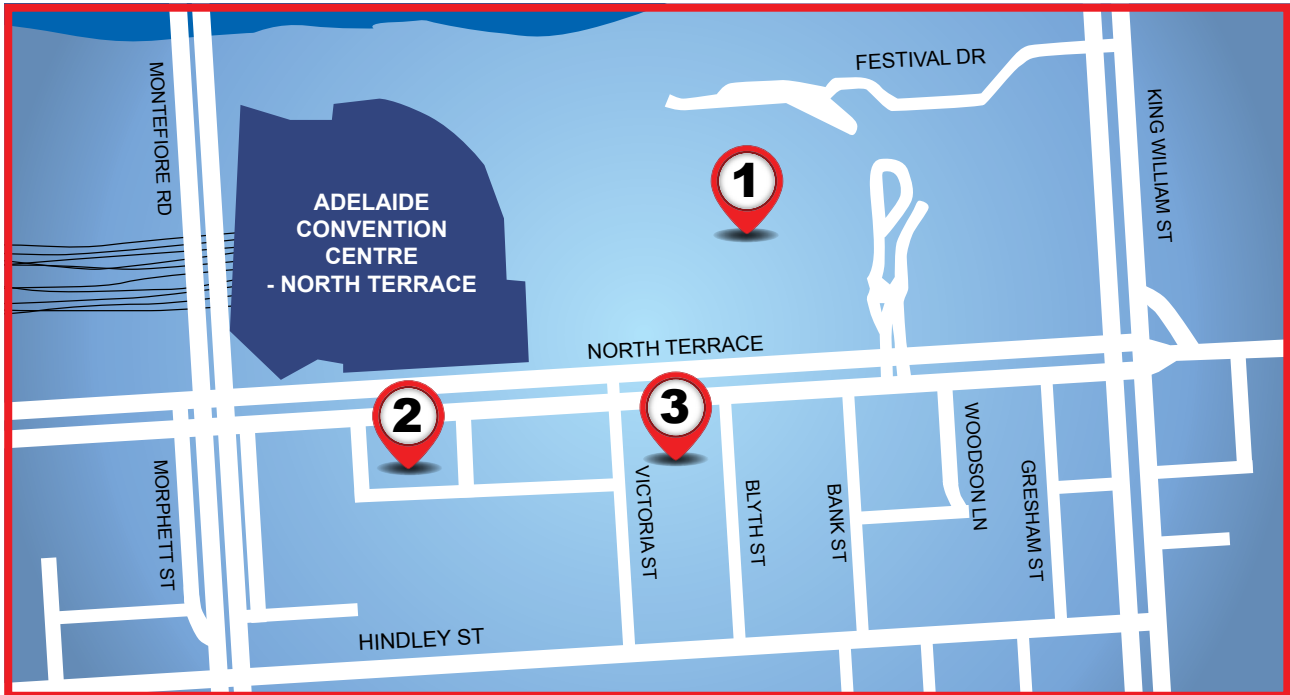 FESTIVAL DR
MONTEFIORE RD
KING WILLIAM ST
1
ADELAIDE
CONVENTION
CENTRE
- NORTH TERRACE
NORTH TERRACE
2
3
MORPHETT ST
VICTORIA ST
BLYTH ST
BANK ST
WOODSON LN
GRESHAM ST
HINDLEY ST